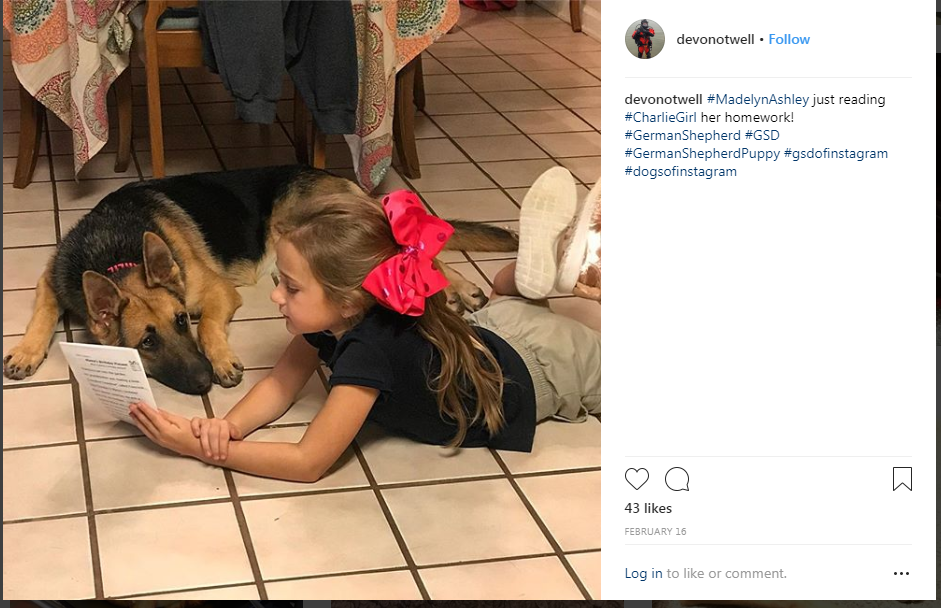 devonotwell • Follow
devonotwell #MadelynAshley just reading
#CharlieGirl her homework!
#GermanShepherd #GSD
#GermanShepherdPuppy #gsdofinstagram
#dogsofinstagram
43 likes
FEBRUARY 16
Log in to like or comment.